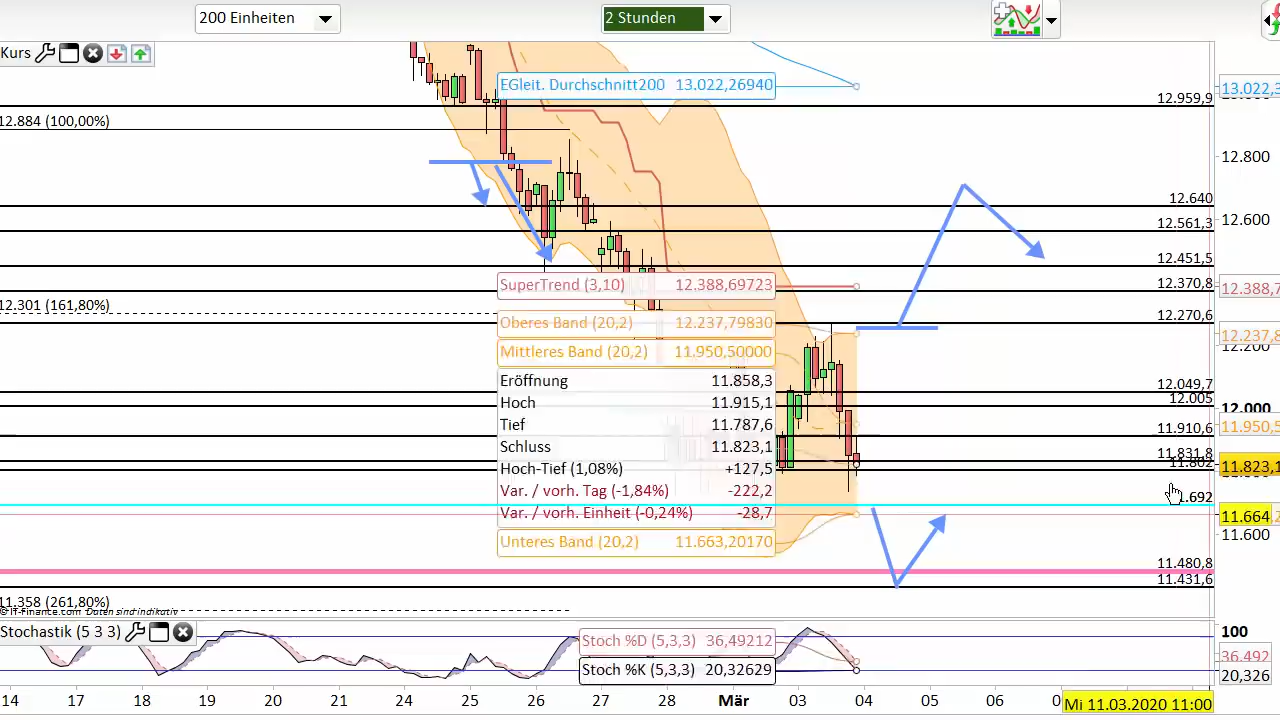 200 Einheiten
2 Stunden
Kurs
EGleit. Durchschnitt200 13.022,26940
13.022,3
12.959,9
12.884 (100,00%)
12.800
12.640
12.600
12.561,3
12.451,5
SuperTrend (3,10) 12.388,69723
12.370,8
12.388,7
12.301 (161,80%)
12.270,6
Oberes Band (20,2) 12.237,79830
12.237,8
12.200
Mittleres Band (20,2) 11.950,50000
Eröffnung 11.858,3
12.049,7
Hoch 11.915,1
12.005
12.000
Tief 11.787,6
11.910,6
11.950,5
Schluss 11.823,1
11.831,8
11.802
Hoch-Tief (1,08%) +127,5
11.823,1
Var. / vorh. Tag (-1,84%) -222,2
.692
Var. / vorh. Einheit (-0,24%) -28,7
11.664,2
11.600
Unteres Band (20,2) 11.663,20170
11.480,8
11.431,6
11.358 (261,80%)
© IT-Finance.com Daten sind indikativ
Stochastik (5 3 3)
100
Stoch %D (5,3,3) 36,49212
36,492
Stoch %K (5,3,3) 20,32629
20,326
14 17 18 19 20 21 24 25 26 27 28 Mär 03 04 05 06 Mi 11.03.2020 11:00